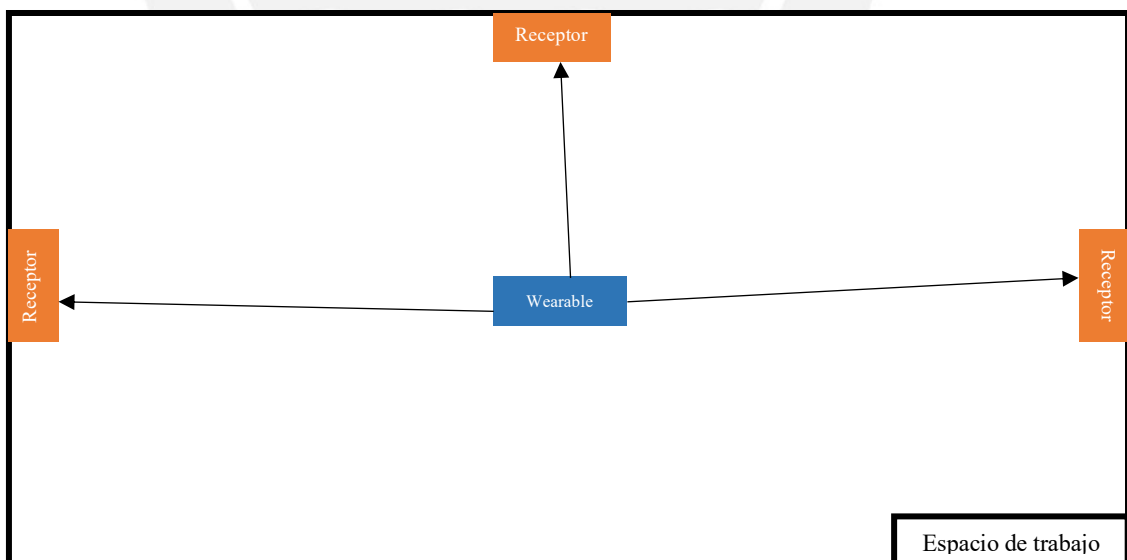 Receptor
Receptor
Wearable
Receptor
Espacio de trabajo